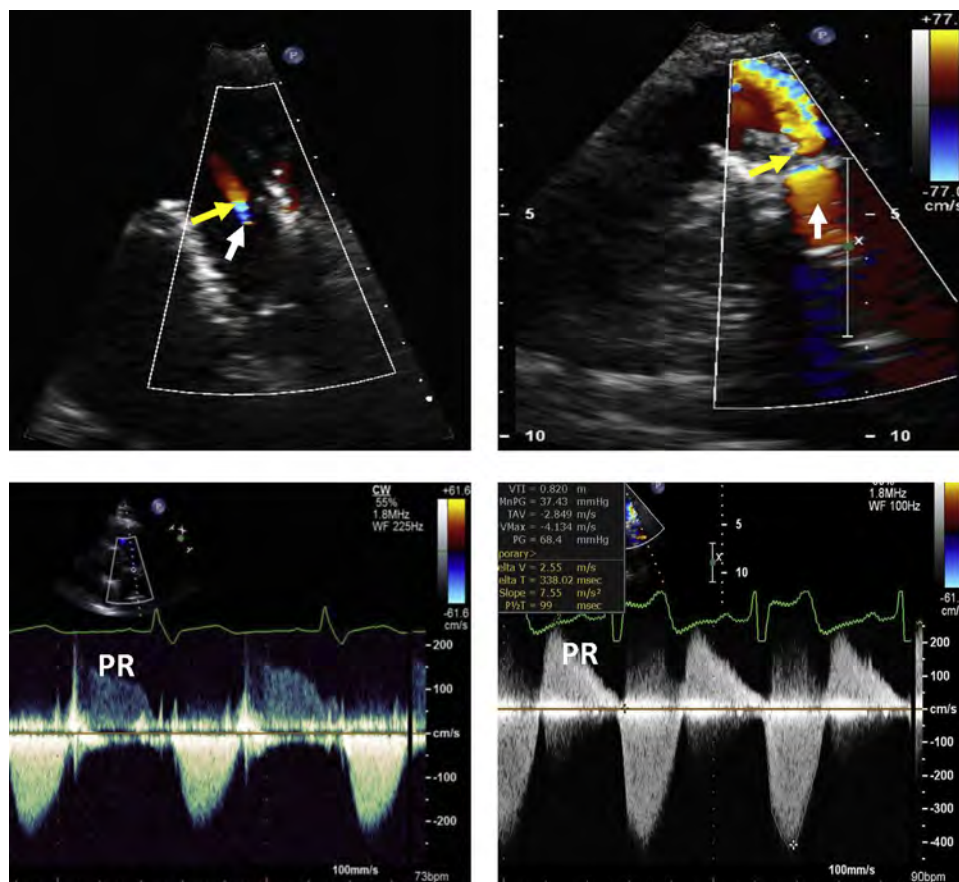 P
5
10
P
+77.
-77.0
cm/s
5
10
X
CW
55%
1.8MHz
WF 225Hz
P
+61.6
-61.6
cm/s
PR
200
100
cm/s
-100
-200
100mm/s
73bpm
VTI = 0.820 m
MnPG = 37.43 mmHg
TAV = -2.849 m/s
VMax = -4.134 m/s
PG = 68.4 mmHg
porary>
elta V = 2.55 m/s
elta T = 338.02 msec
Slope = 7.55 m/s²
P½T = 99 msec
P
5
X
10
1.8MHz
WF 100Hz
-61.
cm/s
PR
200
100
cm/s
-100
-200
-300
-400
100mm/s
90bpm